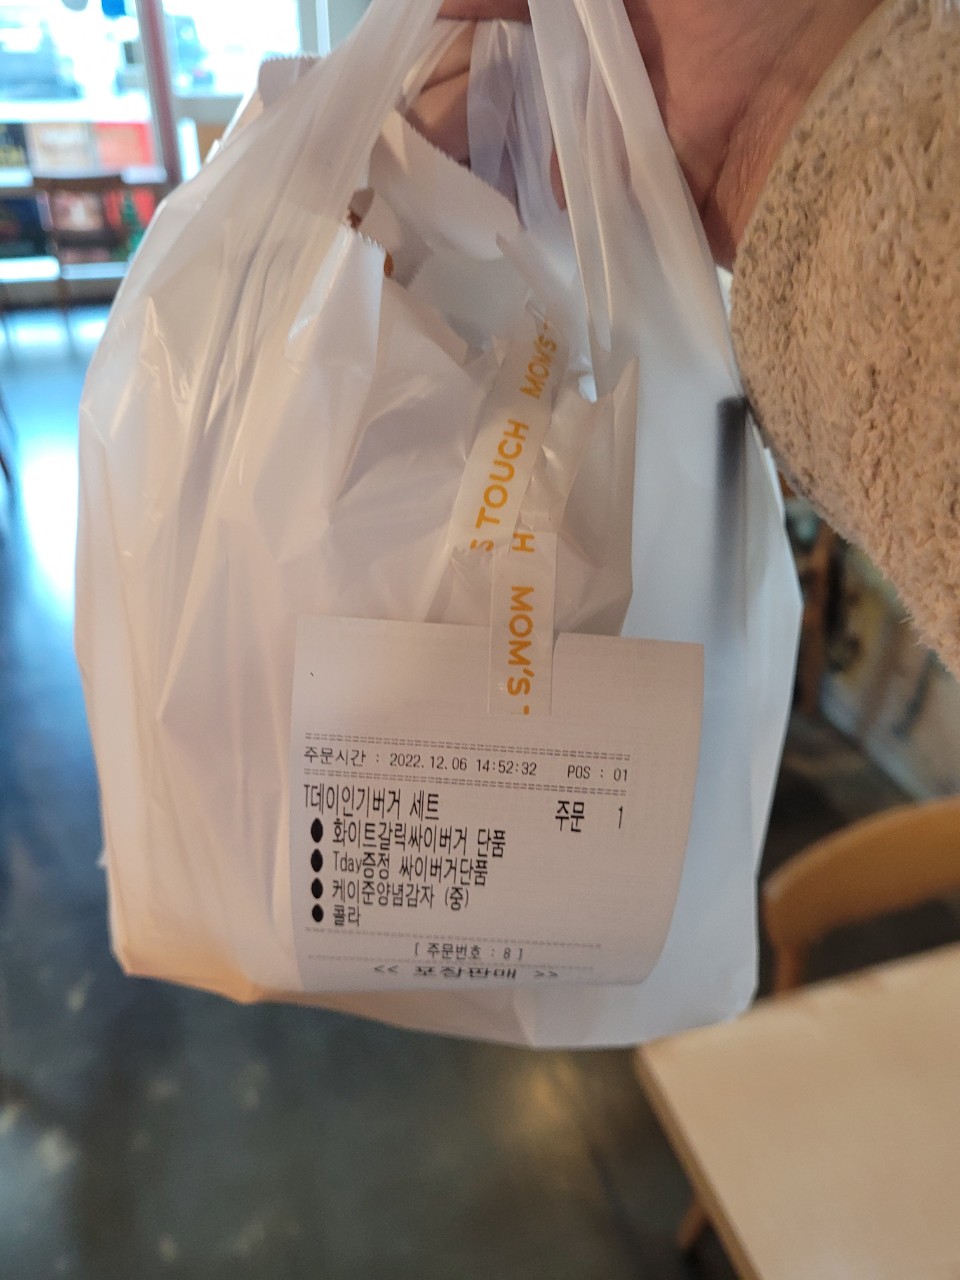 MOM'S
TOUCH
S TOUCH
MOM'S
H
- S'MOM
주문시간 : 2022.12.06 14:52:32 POS : 01
T데이인기버거 세트 주문 1
● 화이트갈릭싸이버거 단품
● Tday증정 싸이버거단품
● 케이준양념감자 (중)
● 콜라
[ 주문번호 : 8 ]
<< 포장판매 >>